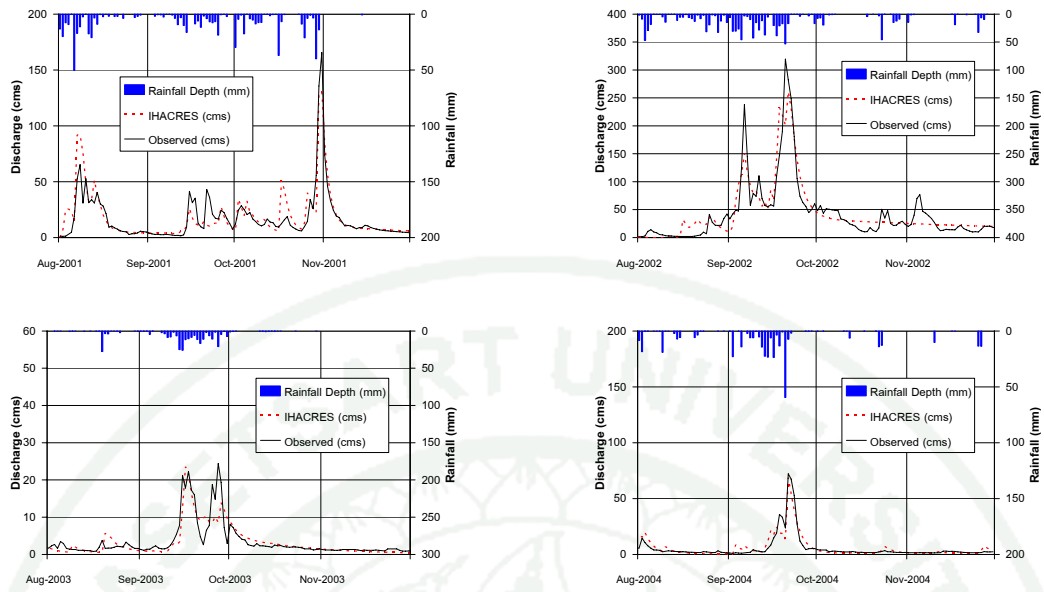 200
150
100
50
0
Discharge (cms)
0
50
100
150
200
Rainfall (mm)
Aug-2001 Sep-2001 Oct-2001 Nov-2001
Rainfall Depth (mm)
IHACRES (cms)
Observed (cms)
400
350
300
250
200
150
100
50
0
Discharge (cms)
0
50
100
150
200
250
300
350
400
Rainfall (mm)
Aug-2002 Sep-2002 Oct-2002 Nov-2002
Rainfall Depth (mm)
IHACRES (cms)
Observed (cms)
60
50
40
30
20
10
0
Discharge (cms)
0
50
100
150
200
250
300
Rainfall (mm)
Aug-2003 Sep-2003 Oct-2003 Nov-2003
Rainfall Depth (mm)
IHACRES (cms)
Observed (cms)
200
150
100
50
0
Discharge (cms)
0
50
100
150
200
Rainfall (mm)
Aug-2004 Sep-2004 Oct-2004 Nov-2004
Rainfall Depth (mm)
IHACRES (cms)
Observed (cms)